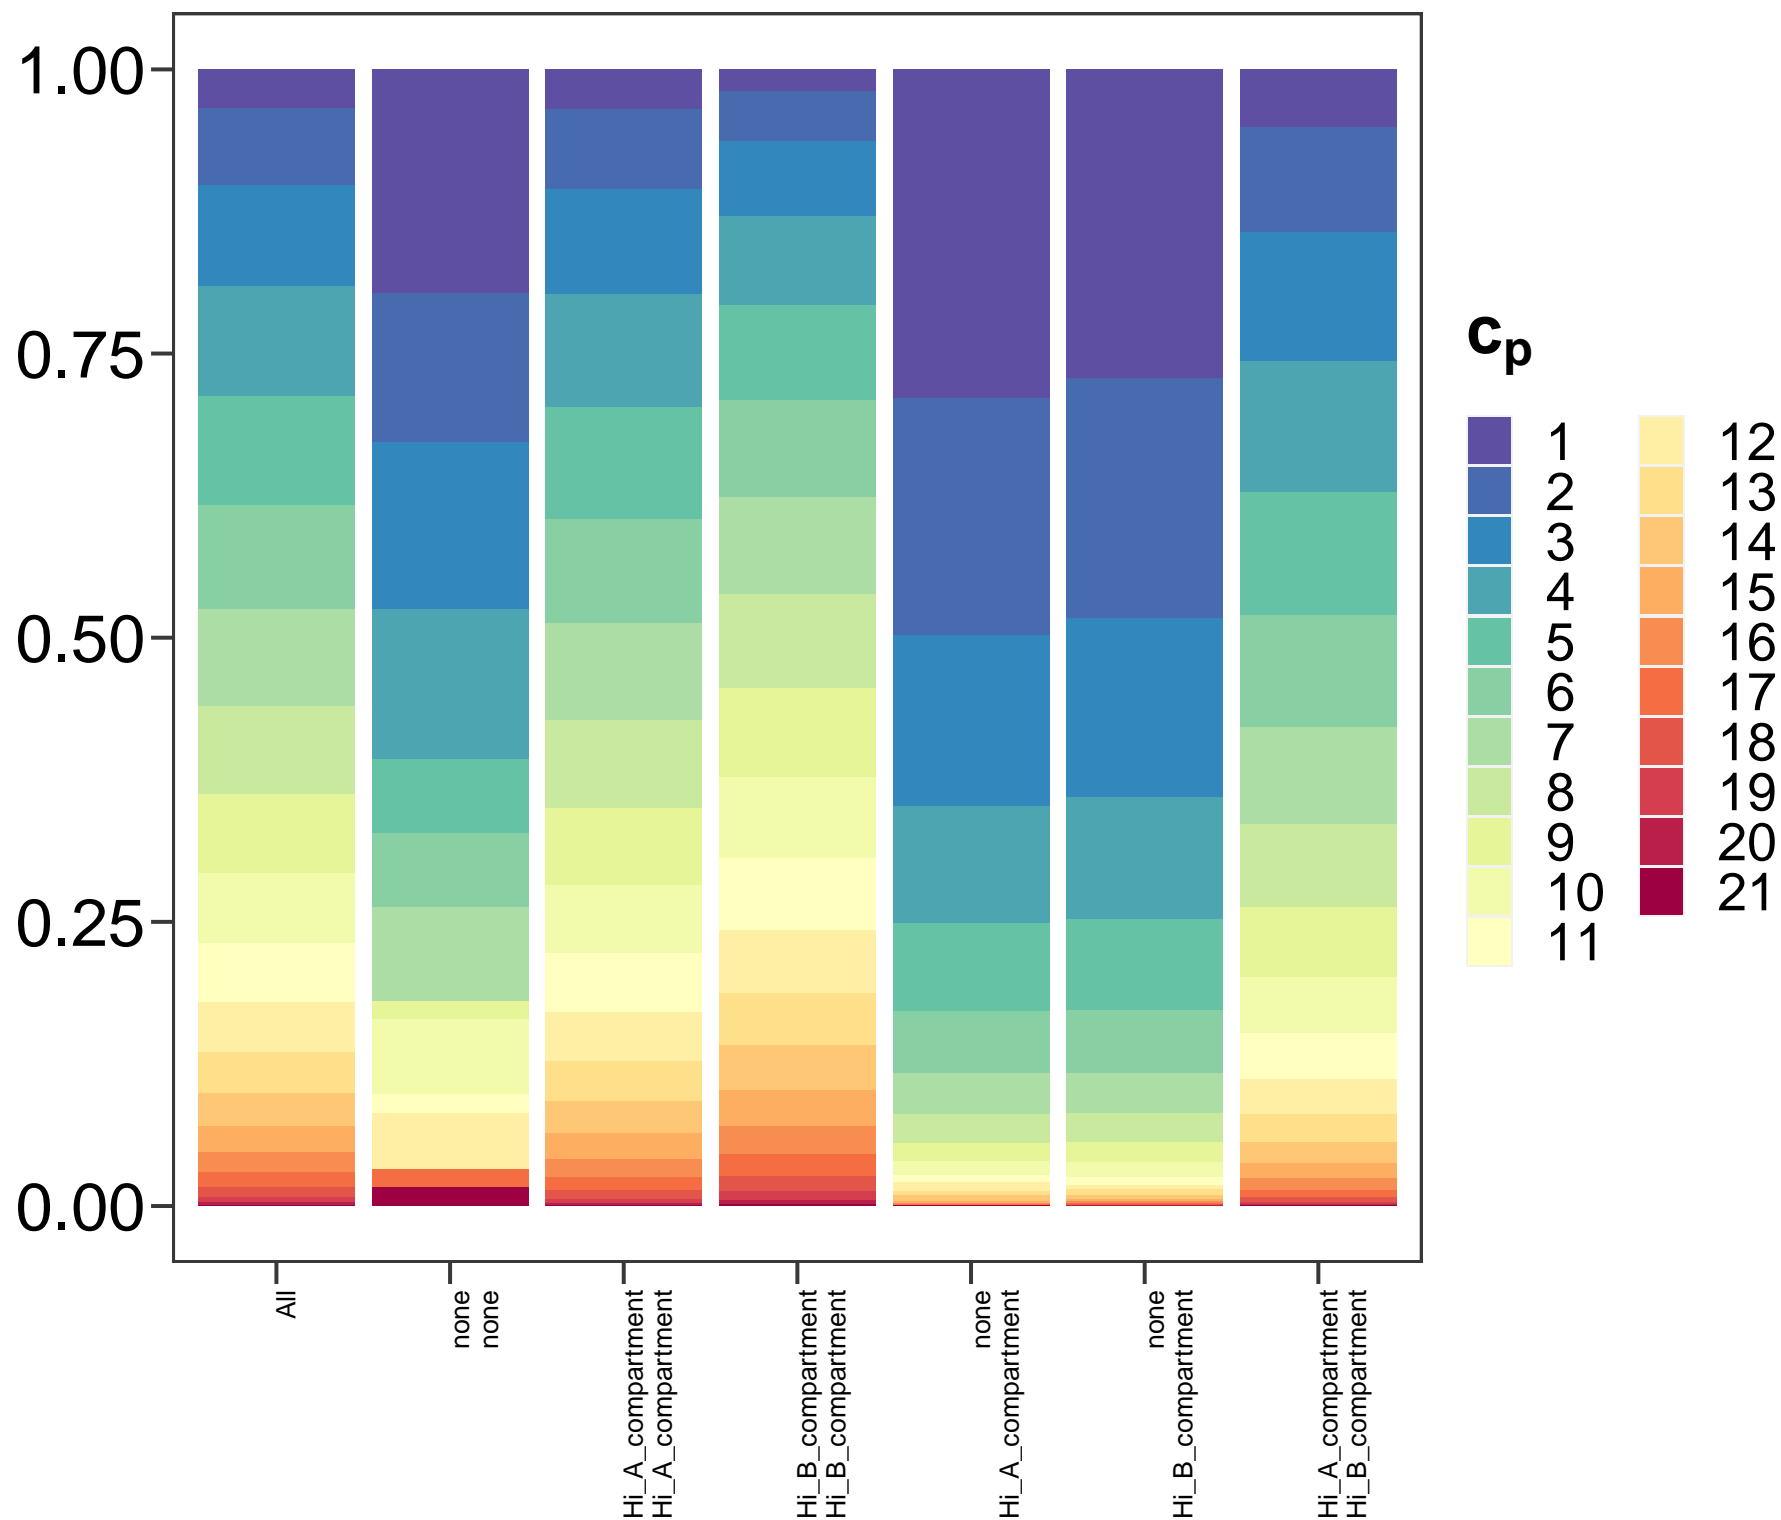 1.00
0.75
0.50
0.25
0.00
All
none
none
Hi_A_compartment
Hi_A_compartment
Hi_B_compartment
Hi_B_compartment
none
Hi_A_compartment
none
Hi_B_compartment
Hi_A_compartment
Hi_B_compartment
cp
1
2
3
4
5
6
7
8
9
10
11
12
13
14
15
16
17
18
19
20
21